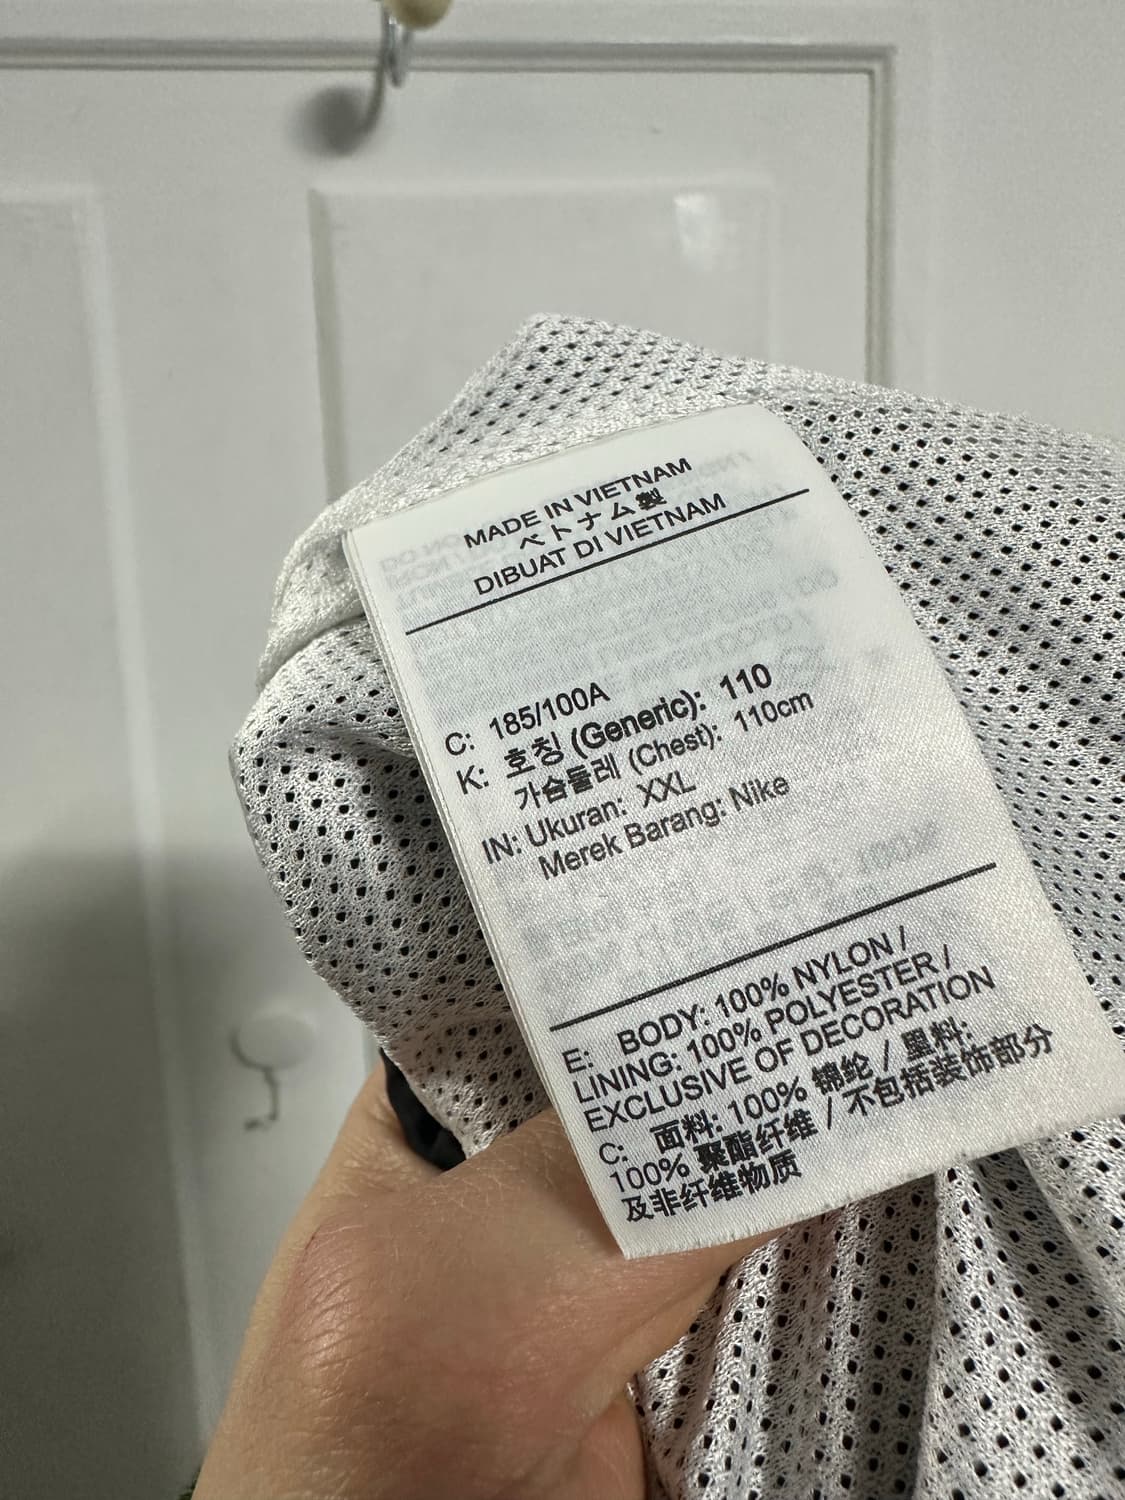 MADE IN VIETNAM
ベトナム製
DIBUAT DI VIETNAM
C: 185/100A
K: 호칭 (Generic): 110
가슴둘레 (Chest): 110cm
IN: Ukuran: XXL
Merek Barang: Nike
E: BODY: 100% NYLON /
LINING: 100% POLYESTER /
EXCLUSIVE OF DECORATION
C: 面料: 100% 锦纶 / 里料:
100% 聚酯纤维 / 不包括装饰部分
及非纤维物质